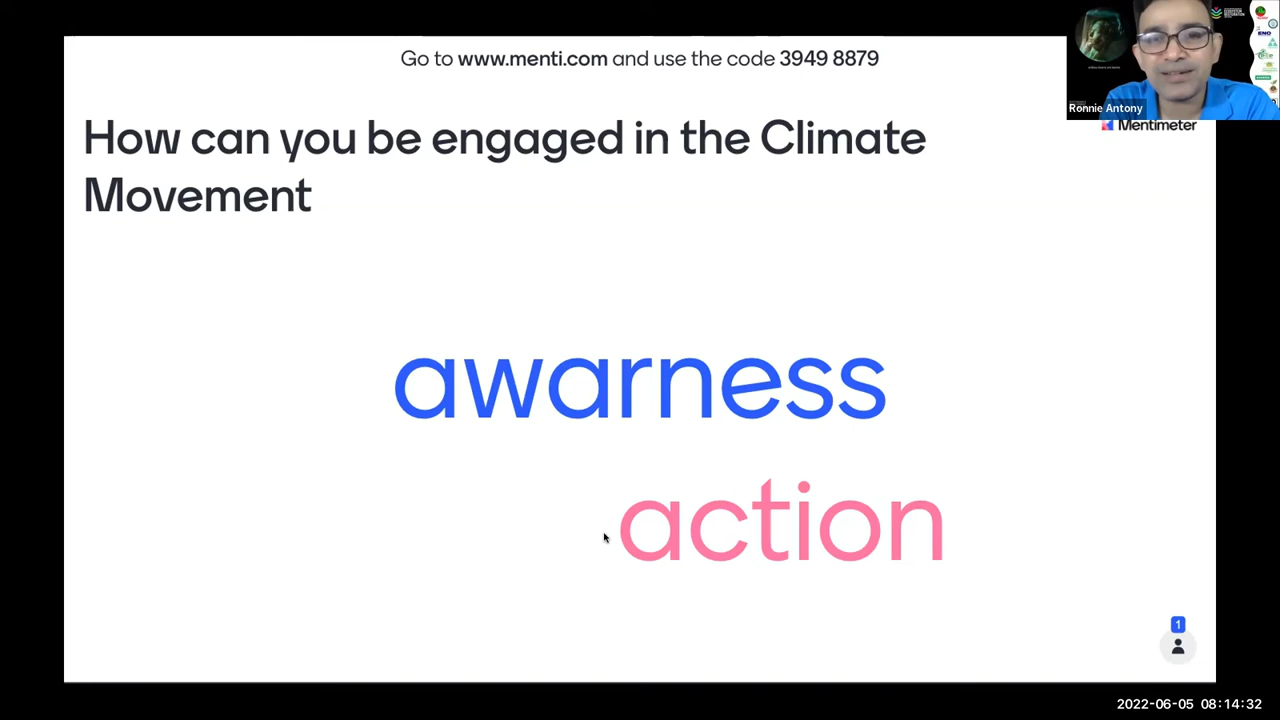 Go to www.menti.com and use the code 3949 8879
Ronnie Antony
Mentimeter
How can you be engaged in the Climate
Movement
awarness
action
1
2022-06-05 08:14:32